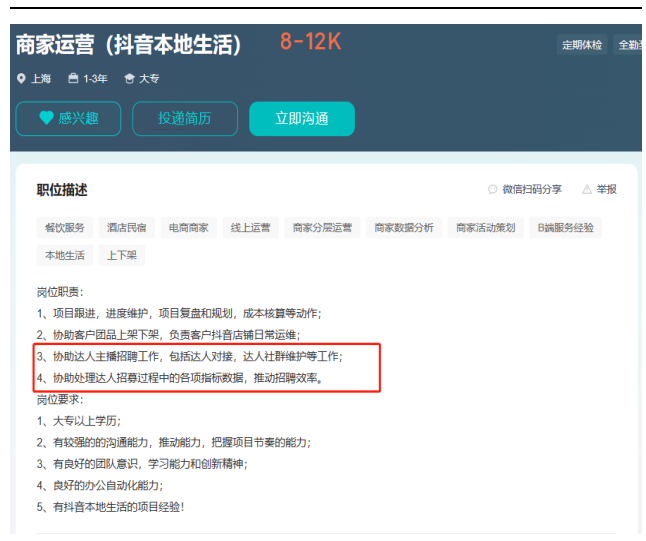 商家运营（抖音本地生活） 8-12K
定期体检 全勤
上海 1-3年 大专
感兴趣 投递简历 立即沟通
职位描述 微信扫码分享 举报
餐饮服务 酒店民宿 电商商家 线上运营 商家分层运营 商家数据分析 商家活动策划 B端服务经验
本地生活 上下架
岗位职责：
1、项目跟进，进度维护，项目复盘和规划，成本核算等动作；
2、协助客户团品上架下架，负责客户抖音店铺日常运维；
3、协助达人主播招聘工作，包括达人对接，达人社群维护等工作；
4、协助处理达人招募过程中的各项指标数据，推动招聘效率。
岗位要求：
1、大专以上学历；
2、有较强的的沟通能力，推动能力，把握项目节奏的能力；
3、有良好的团队意识，学习能力和创新精神；
4、良好的办公自动化能力；
5、有抖音本地生活的项目经验！